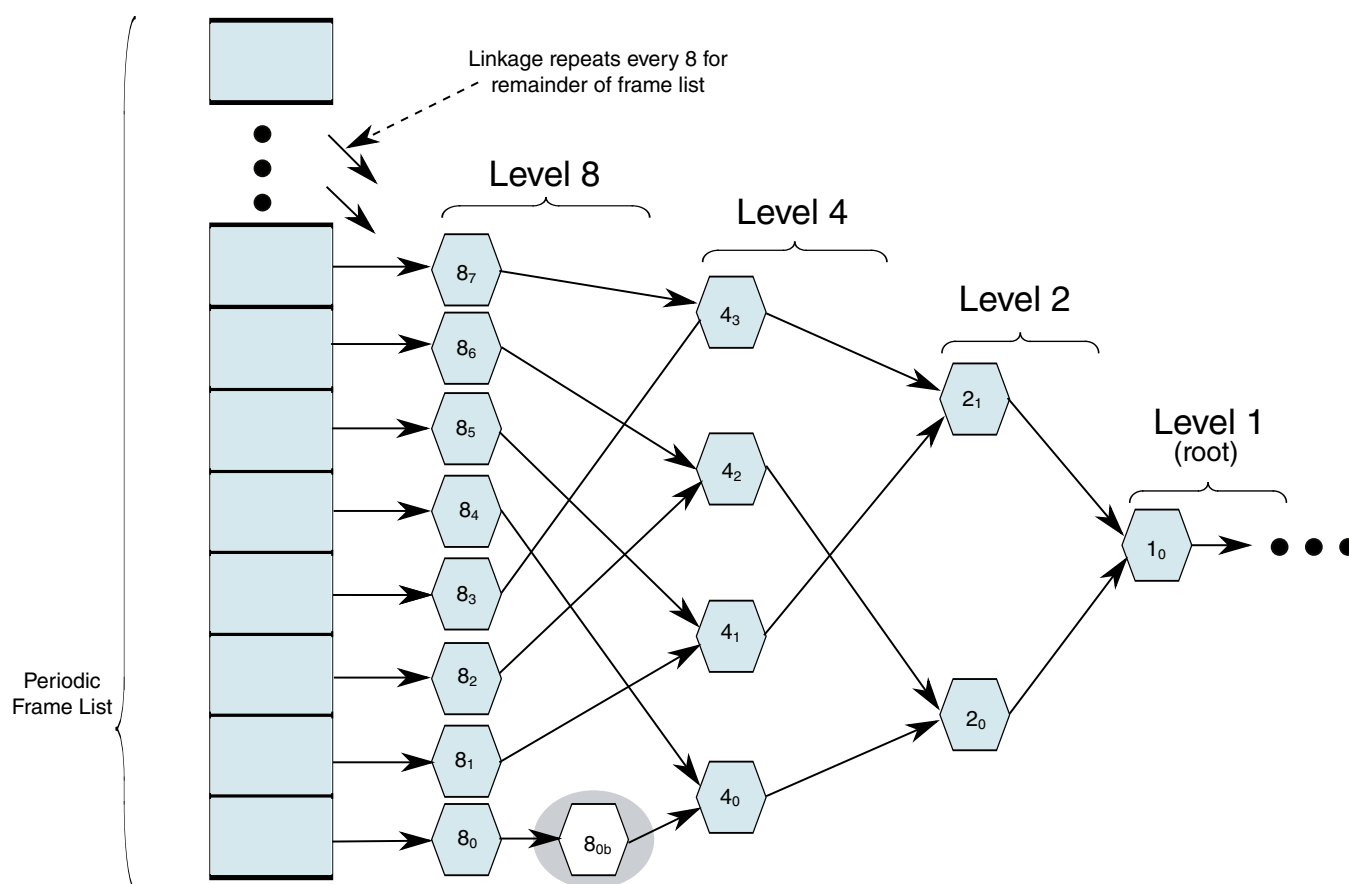 Linkage repeats every 8 for
remainder of frame list
Level 8
Level 4
Level 2
Level 1
(root)
8₇
8₆
8₅
8₄
8₃
8₂
8₁
8₀
8₀b
4₃
4₂
4₁
4₀
2₁
2₀
1₀
Periodic
Frame List